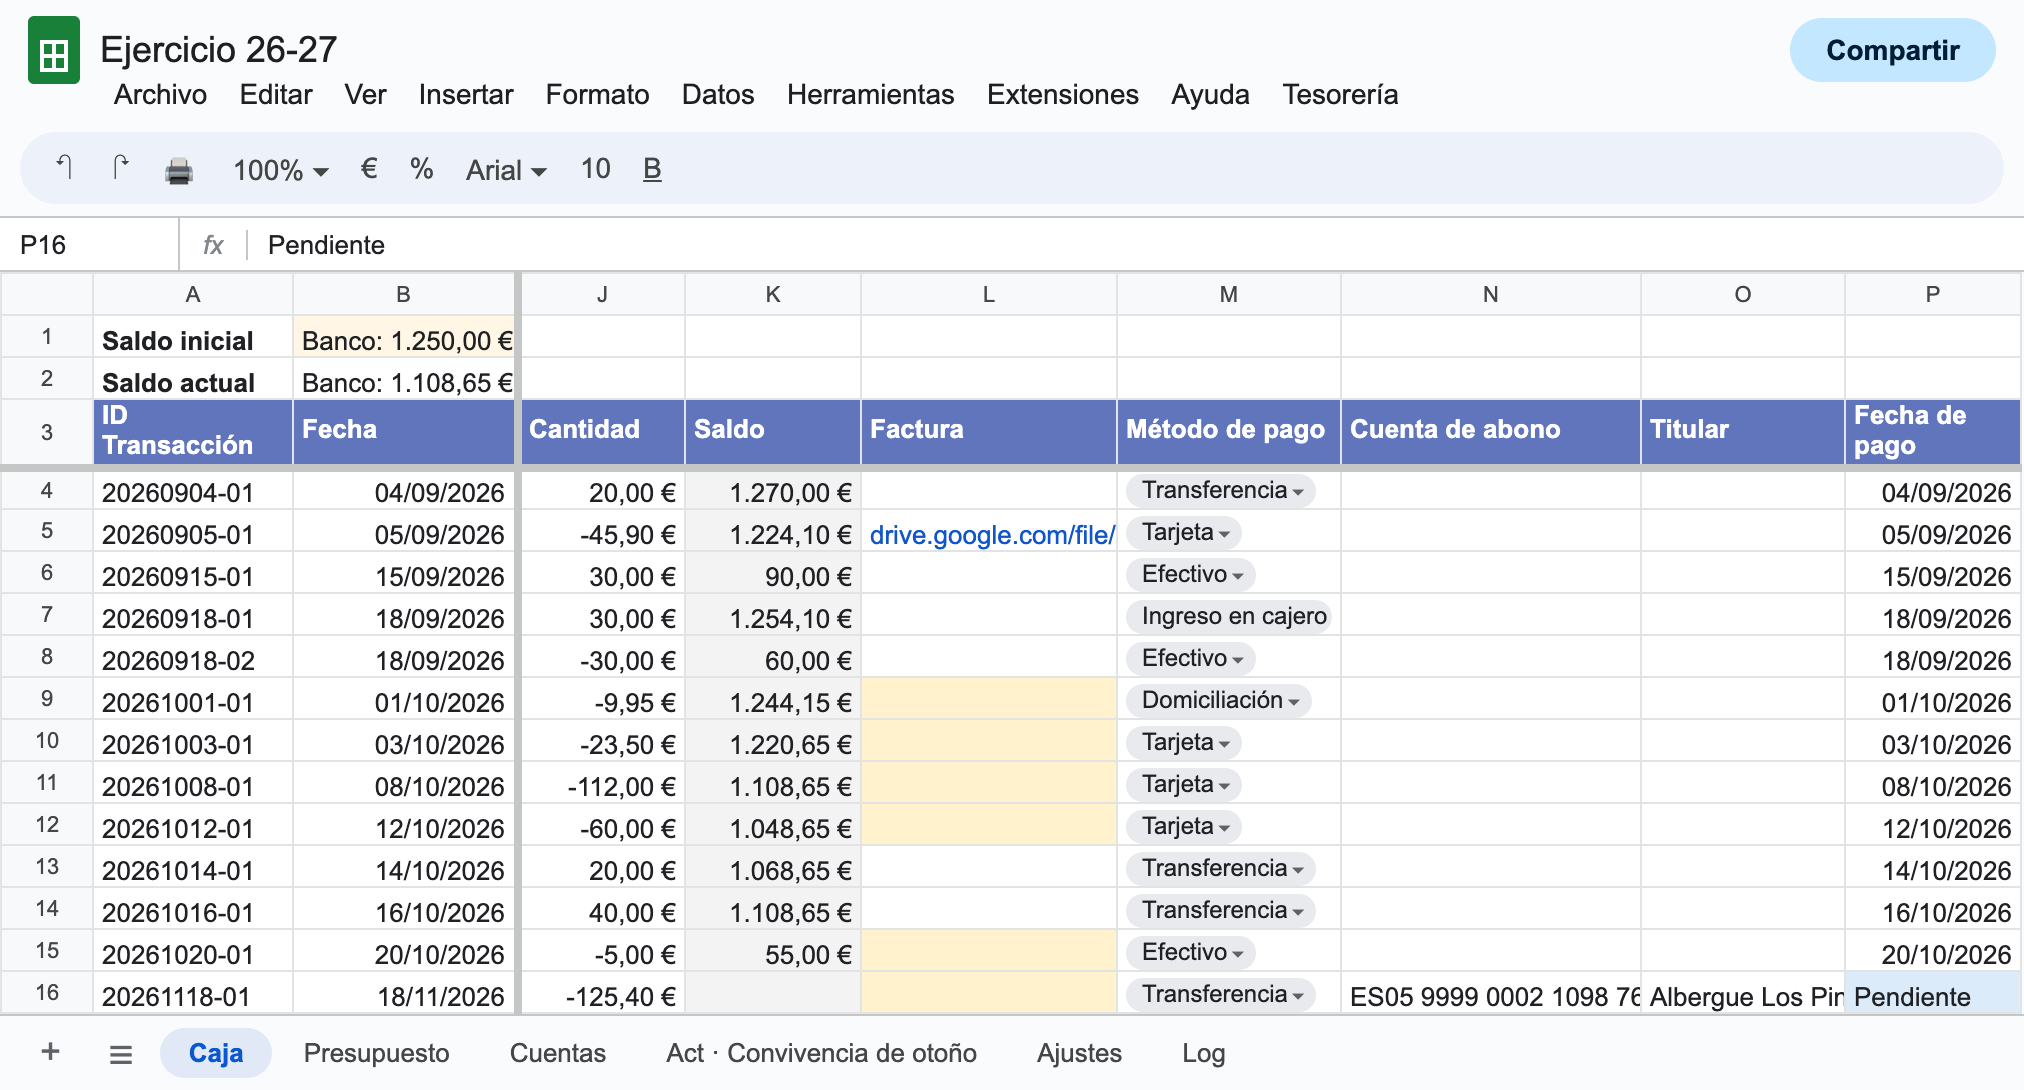 Ejercicio 26-27
Compartir
Archivo Editar Ver Insertar Formato Datos Herramientas Extensiones Ayuda Tesorería
100% € % Arial 10 B
P16 fx Pendiente
A B J K L M N O P
1 Saldo inicial Banco: 1.250,00 €
2 Saldo actual Banco: 1.108,65 €
3 ID Transacción Fecha Cantidad Saldo Factura Método de pago Cuenta de abono Titular Fecha de pago
4 20260904-01 04/09/2026 20,00 € 1.270,00 € Transferencia 04/09/2026
5 20260905-01 05/09/2026 -45,90 € 1.224,10 € drive.google.com/file/ Tarjeta 05/09/2026
6 20260915-01 15/09/2026 30,00 € 90,00 € Efectivo 15/09/2026
7 20260918-01 18/09/2026 30,00 € 1.254,10 € Ingreso en cajero 18/09/2026
8 20260918-02 18/09/2026 -30,00 € 60,00 € Efectivo 18/09/2026
9 20261001-01 01/10/2026 -9,95 € 1.244,15 € Domiciliación 01/10/2026
10 20261003-01 03/10/2026 -23,50 € 1.220,65 € Tarjeta 03/10/2026
11 20261008-01 08/10/2026 -112,00 € 1.108,65 € Tarjeta 08/10/2026
12 20261012-01 12/10/2026 -60,00 € 1.048,65 € Tarjeta 12/10/2026
13 20261014-01 14/10/2026 20,00 € 1.068,65 € Transferencia 14/10/2026
14 20261016-01 16/10/2026 40,00 € 1.108,65 € Transferencia 16/10/2026
15 20261020-01 20/10/2026 -5,00 € 55,00 € Efectivo 20/10/2026
16 20261118-01 18/11/2026 -125,40 € Transferencia ES05 9999 0002 1098 76 Albergue Los Pin Pendiente
+ Caja Presupuesto Cuentas Act · Convivencia de otoño Ajustes Log